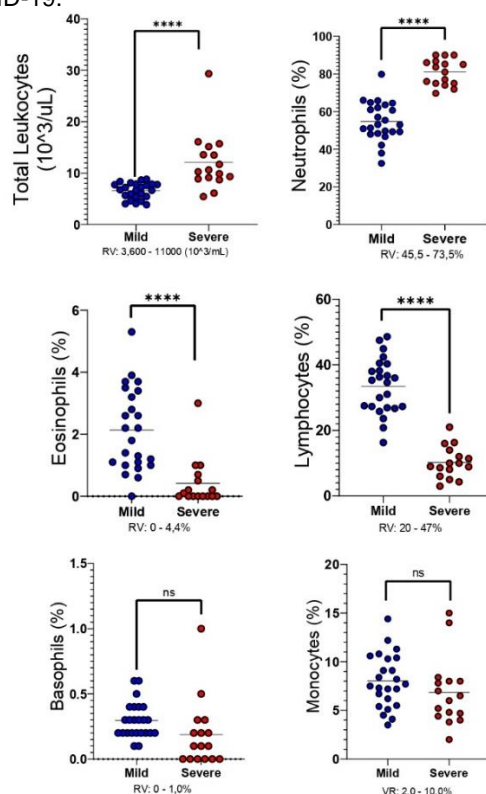 ID-19.
****
Total Leukocytes
(10^3/uL)
40
30
20
10
0
Mild Severe
RV: 3,600 - 11000 (10^3/mL)
****
Neutrophils (%)
100
80
60
40
20
0
Mild Severe
RV: 45,5 - 73,5%
****
Eosinophils (%)
6
4
2
0
Mild Severe
RV: 0 - 4,4%
****
Lymphocytes (%)
60
40
20
0
Mild Severe
RV: 20 - 47%
ns
Basophils (%)
1.5
1.0
0.5
0.0
Mild Severe
RV: 0 - 1,0%
ns
Monocytes (%)
20
15
10
5
0
Mild Severe
VR: 2,0 - 10,0%